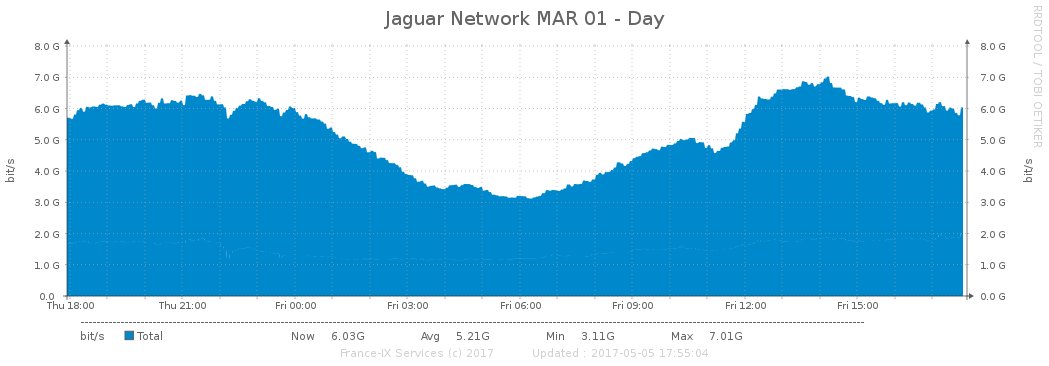 Jaguar Network MAR 01 - Day
RRDTOOL / TOBI OETIKER
bit/s
8.0 G 8.0 G
7.0 G 7.0 G
6.0 G 6.0 G
5.0 G 5.0 G
4.0 G 4.0 G
3.0 G 3.0 G
2.0 G 2.0 G
1.0 G 1.0 G
0.0 0.0 G
bit/s
Thu 18:00 Thu 21:00 Fri 00:00 Fri 03:00 Fri 06:00 Fri 09:00 Fri 12:00 Fri 15:00
bit/s Total Now 6.03G Avg 5.21G Min 3.11G Max 7.01G
France-IX Services (c) 2017 Updated : 2017-05-05 17:55:04